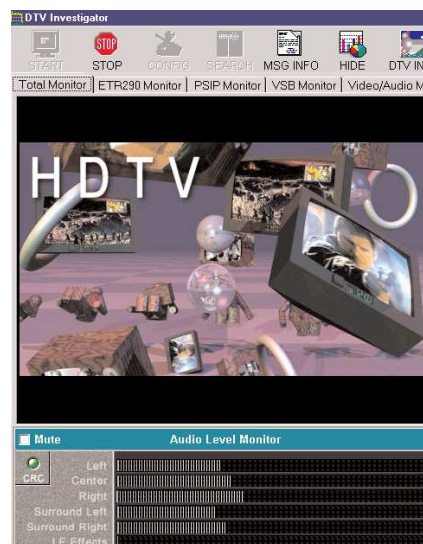 DTV Investigator
STOP
START STOP CONFIG SEARCH MSG INFO HIDE DTV IN
Total Monitor ETR290 Monitor PSIP Monitor VSB Monitor Video/Audio M
HDTV
Mute Audio Level Monitor
CRC
Left
Center
Right
Surround Left
Surround Right
LF Effects